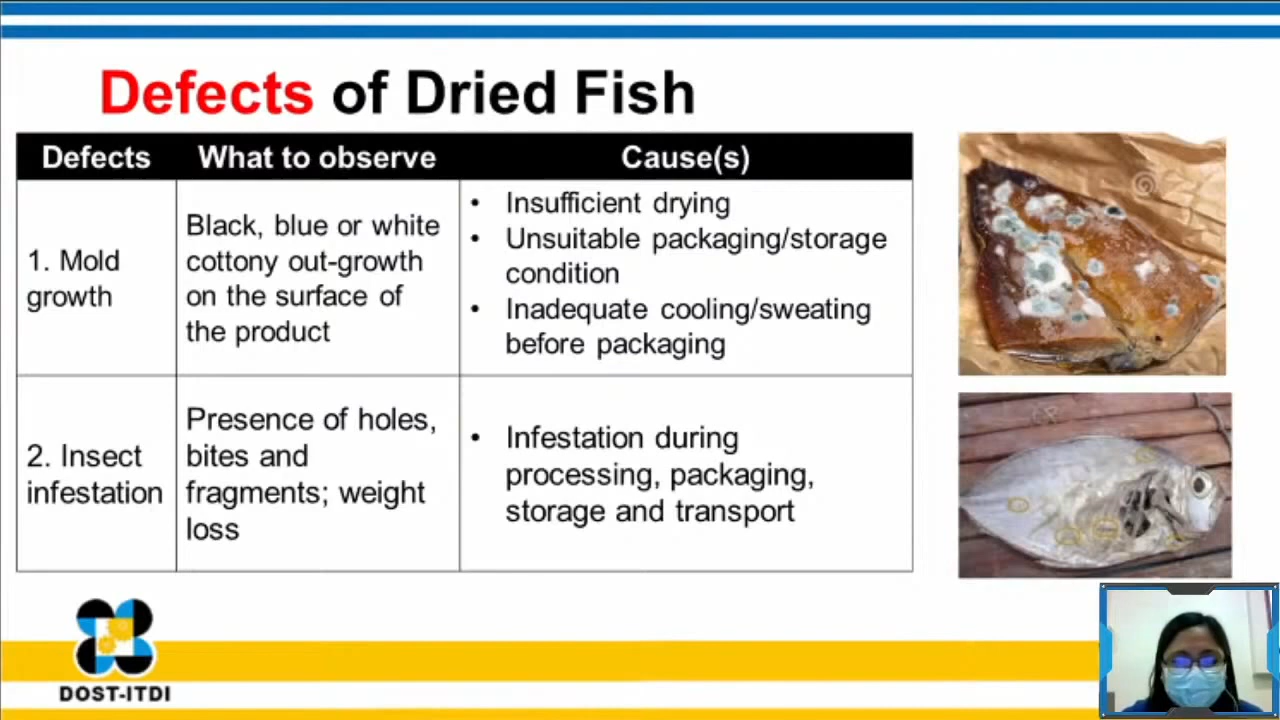 Defects of Dried Fish
Defects
What to observe
Cause(s)
1. Mold
growth
Black, blue or white
cottony out-growth
on the surface of
the product
• Insufficient drying
• Unsuitable packaging/storage
condition
• Inadequate cooling/sweating
before packaging
2. Insect
infestation
Presence of holes,
bites and
fragments; weight
loss
• Infestation during
processing, packaging,
storage and transport
DOST-ITDI